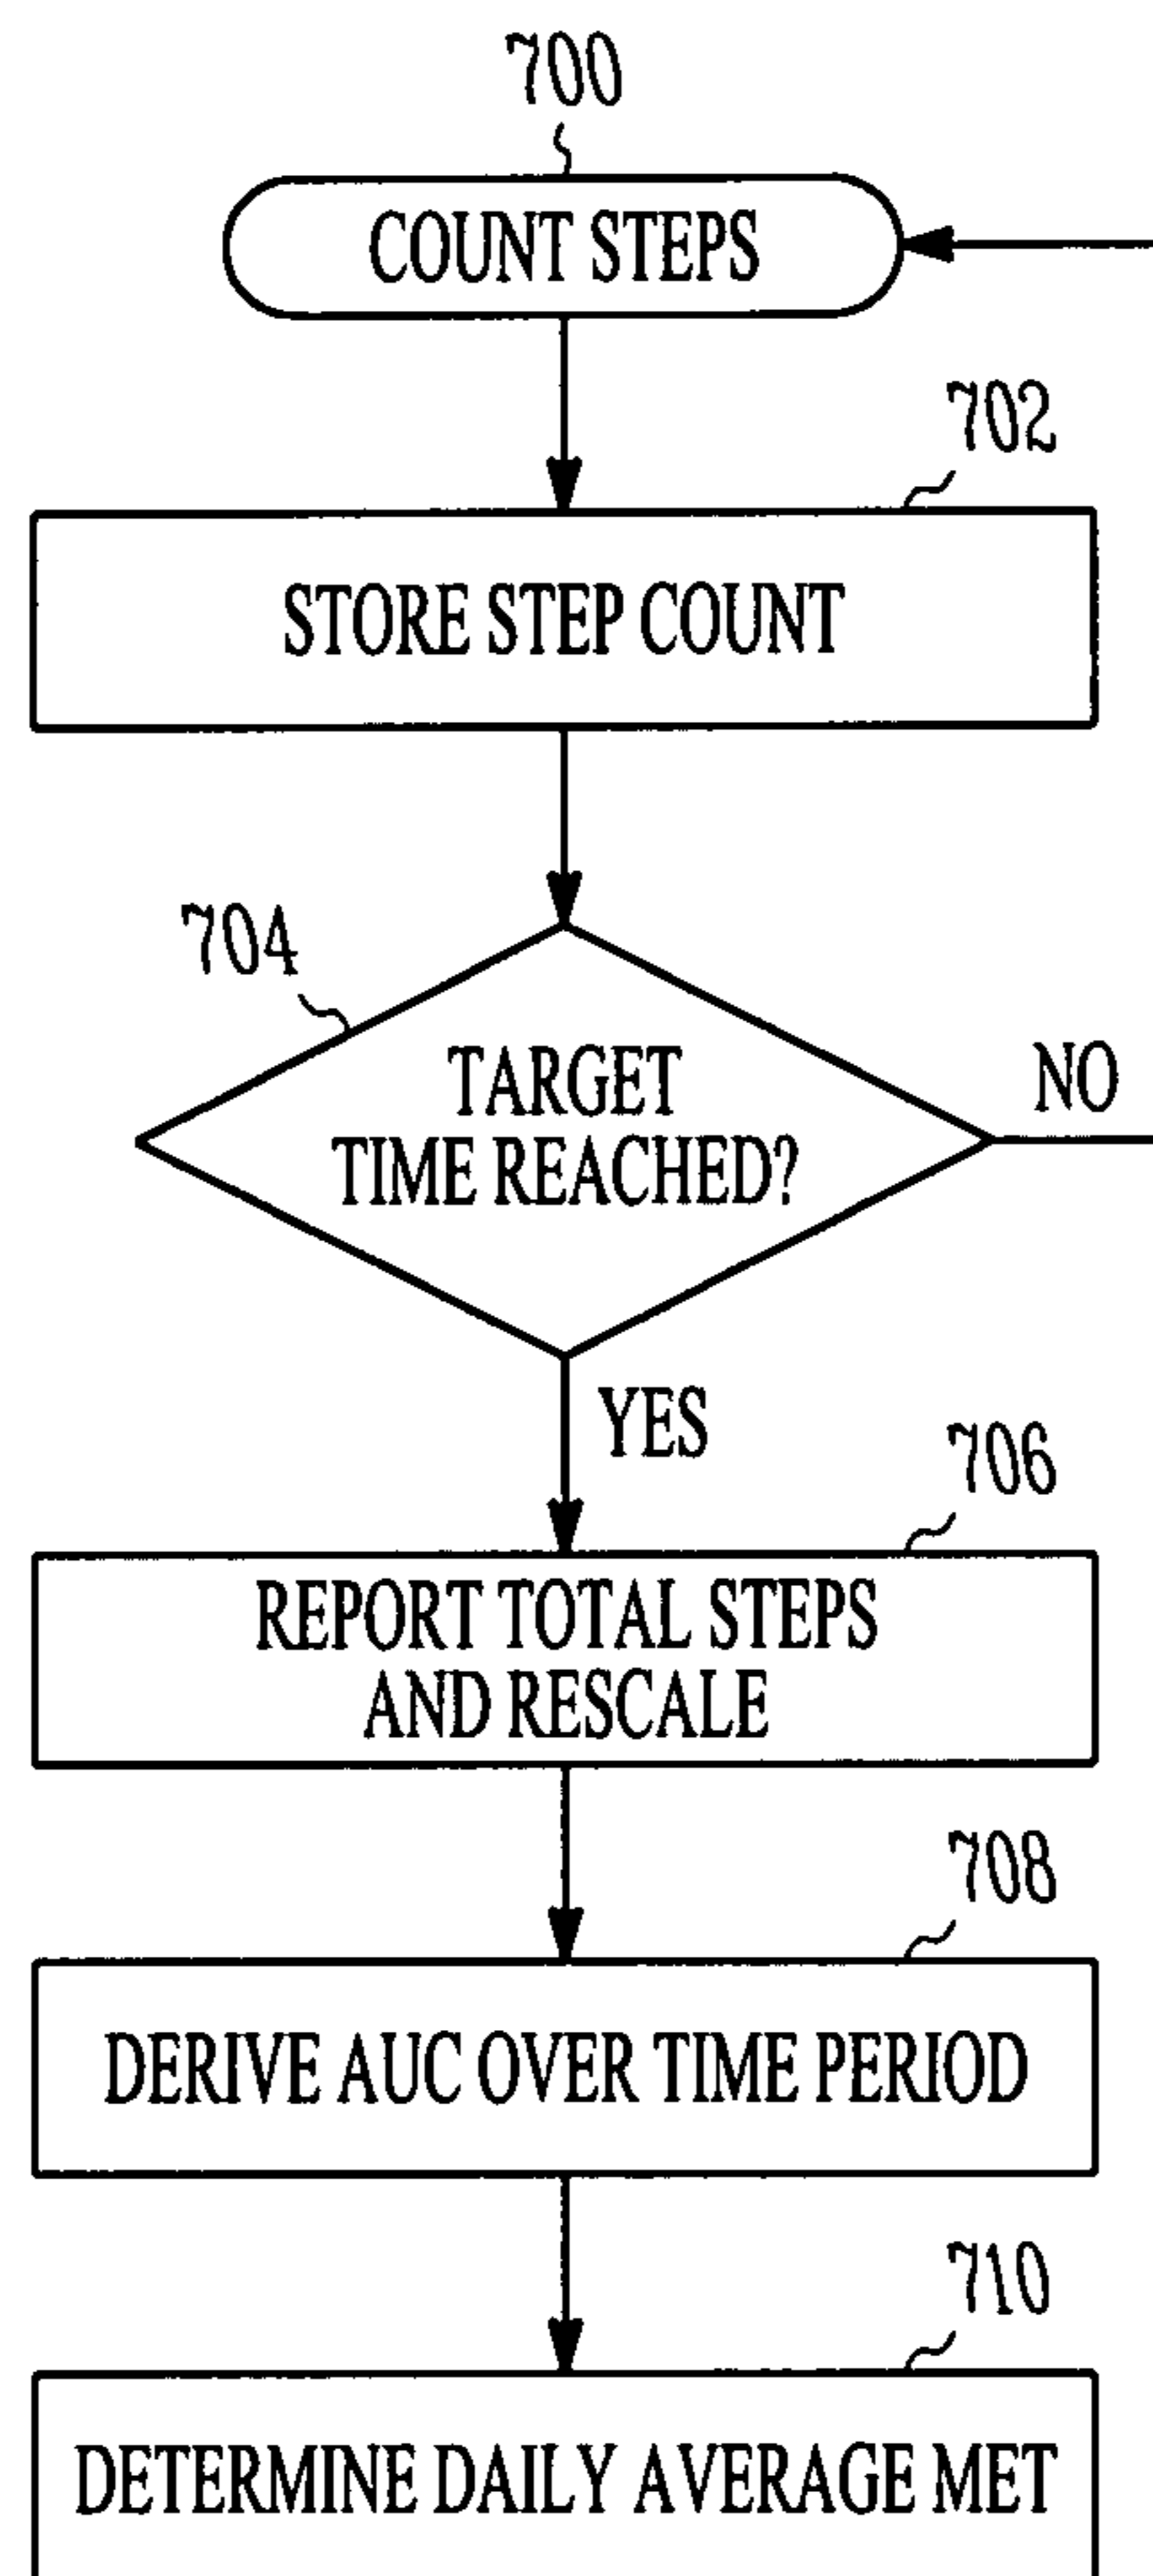 700
COUNT STEPS
702
STORE STEP COUNT
704
TARGET
TIME REACHED?
NO
YES
706
REPORT TOTAL STEPS
AND RESCALE
708
DERIVE AUC OVER TIME PERIOD
710
DETERMINE DAILY AVERAGE MET